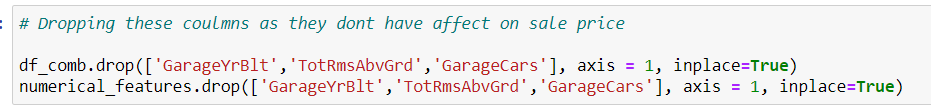 # Dropping these coulmns as they dont have affect on sale price
df_comb.drop(['GarageYrBlt','TotRmsAbvGrd','GarageCars'], axis = 1, inplace=True)
numerical_features.drop(['GarageYrBlt','TotRmsAbvGrd','GarageCars'], axis = 1, inplace=True)